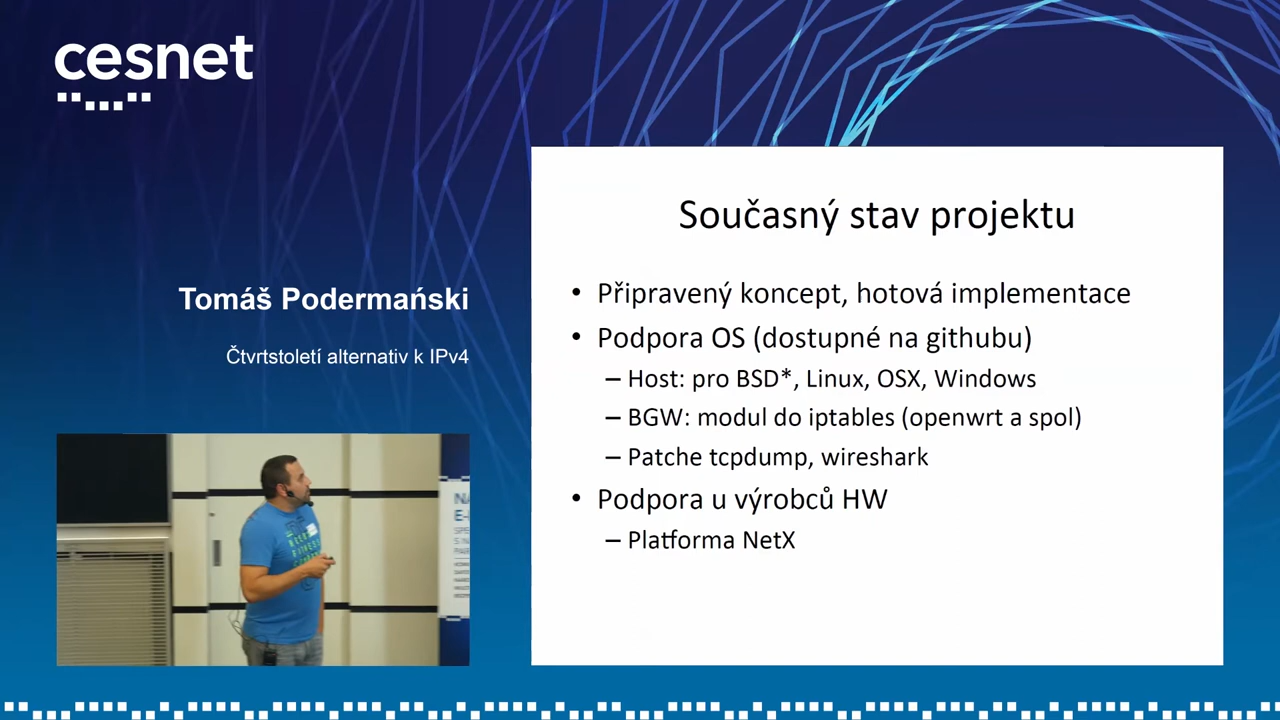 cesnet
Tomáš Podermański
Čtvrtstoletí alternativ k IPv4
Současný stav projektu
• Připravený koncept, hotová implementace
• Podpora OS (dostupné na githubu)
– Host: pro BSD*, Linux, OSX, Windows
– BGW: modul do iptables (openwrt a spol)
– Patche tcpdump, wireshark
• Podpora u výrobců HW
– Platforma NetX